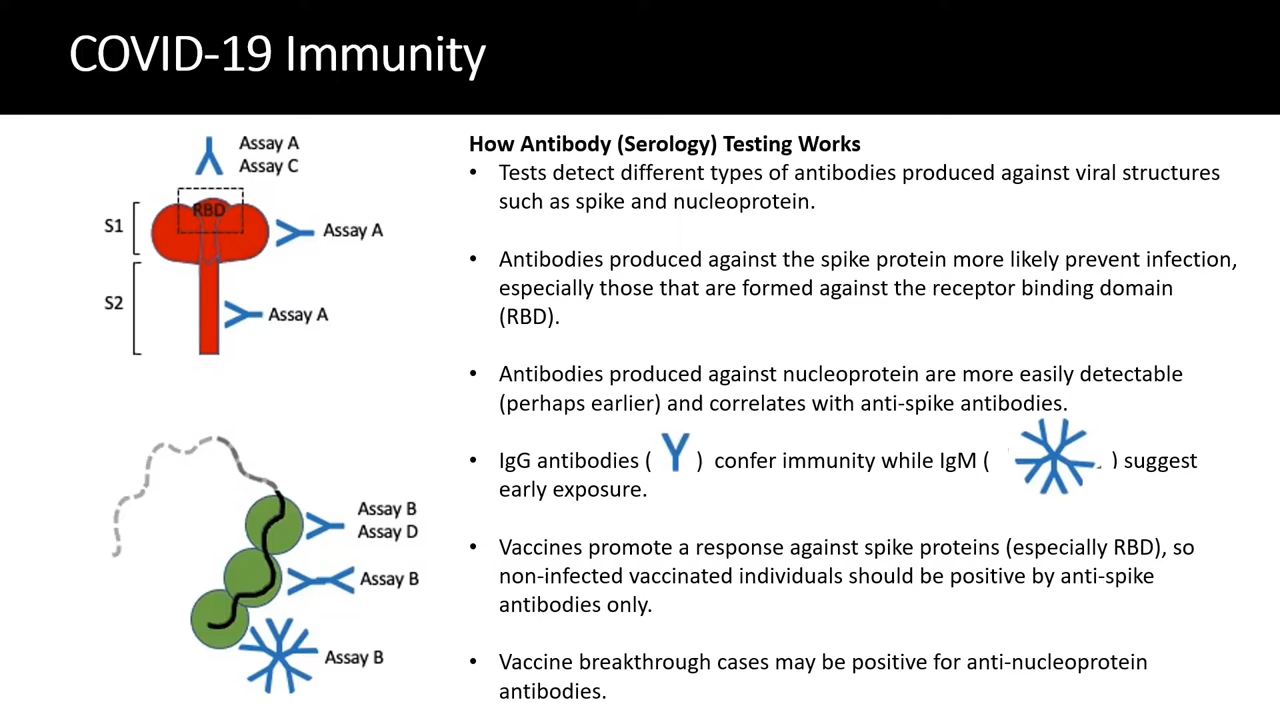 COVID-19 Immunity
Assay A
Assay C
RBD
S1
Assay A
S2
Assay A
Assay B
Assay D
Assay B
Assay B
How Antibody (Serology) Testing Works
• Tests detect different types of antibodies produced against viral structures
such as spike and nucleoprotein.
• Antibodies produced against the spike protein more likely prevent infection,
especially those that are formed against the receptor binding domain
(RBD).
• Antibodies produced against nucleoprotein are more easily detectable
(perhaps earlier) and correlates with anti-spike antibodies.
• IgG antibodies ( ) confer immunity while IgM ( ) suggest
early exposure.
• Vaccines promote a response against spike proteins (especially RBD), so
non-infected vaccinated individuals should be positive by anti-spike
antibodies only.
• Vaccine breakthrough cases may be positive for anti-nucleoprotein
antibodies.